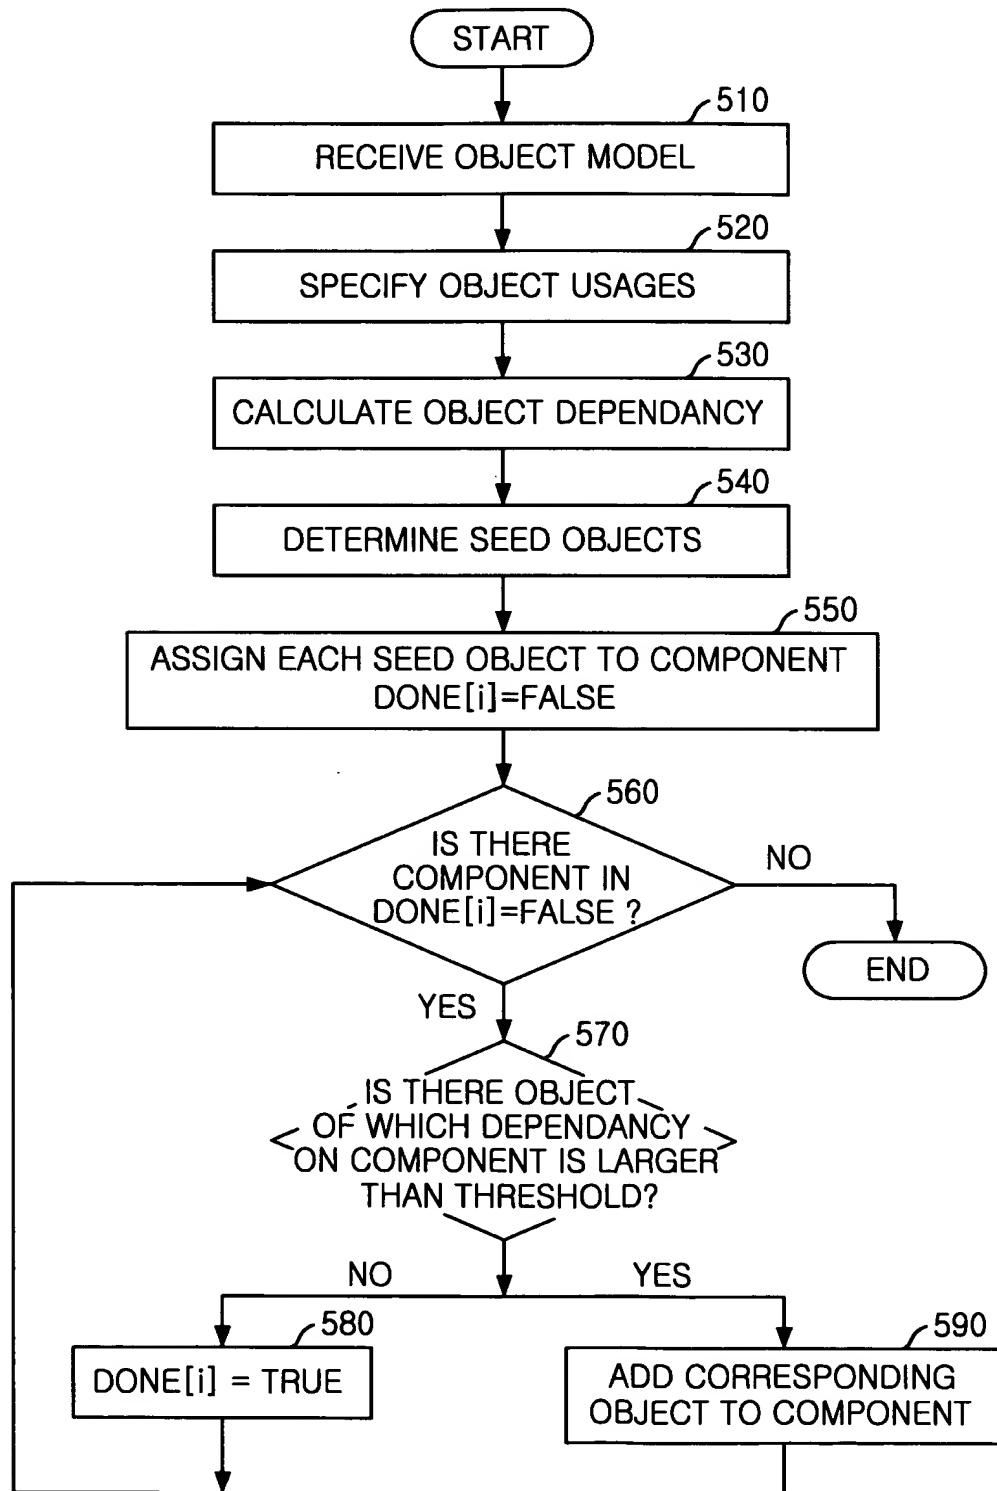 START
510
RECEIVE OBJECT MODEL
520
SPECIFY OBJECT USAGES
530
CALCULATE OBJECT DEPENDANCY
540
DETERMINE SEED OBJECTS
550
ASSIGN EACH SEED OBJECT TO COMPONENT
DONE[i]=FALSE
560
IS THERE
COMPONENT IN
DONE[i]=FALSE ?
NO
END
YES
570
IS THERE OBJECT
OF WHICH DEPENDANCY
ON COMPONENT IS LARGER
THAN THRESHOLD?
NO
YES
580
DONE[i] = TRUE
590
ADD CORRESPONDING
OBJECT TO COMPONENT